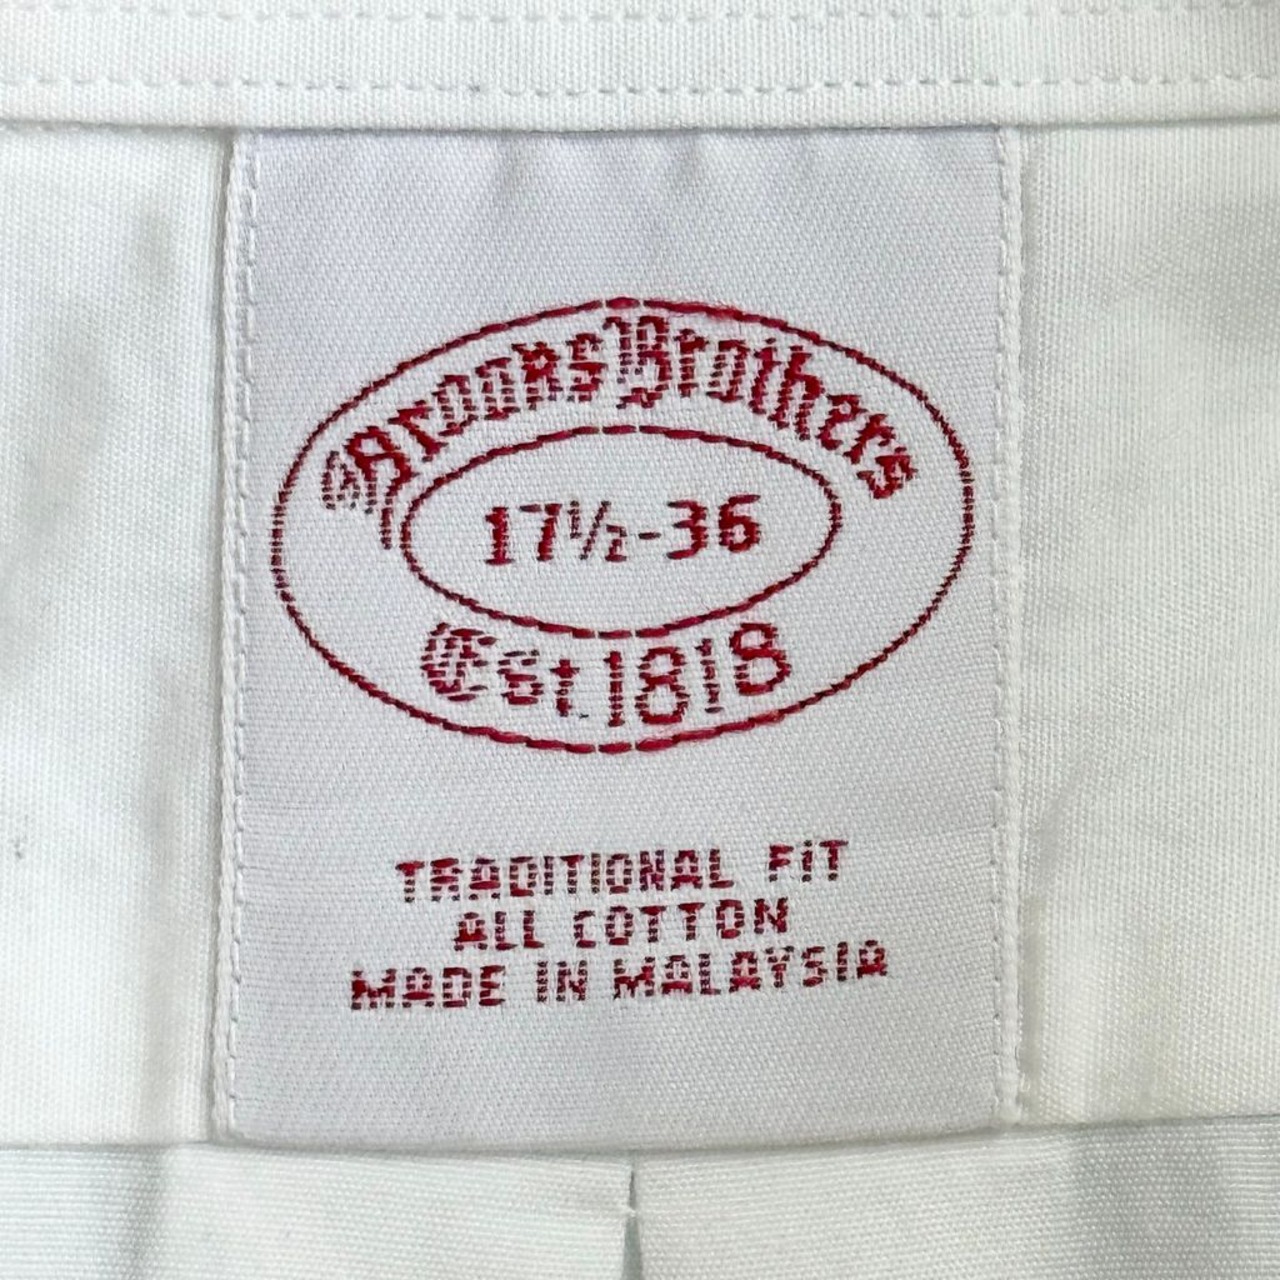 Brooks Brothers
17½-36
Est. 1818
TRADITIONAL FIT
ALL COTTON
MADE IN MALAYSIA